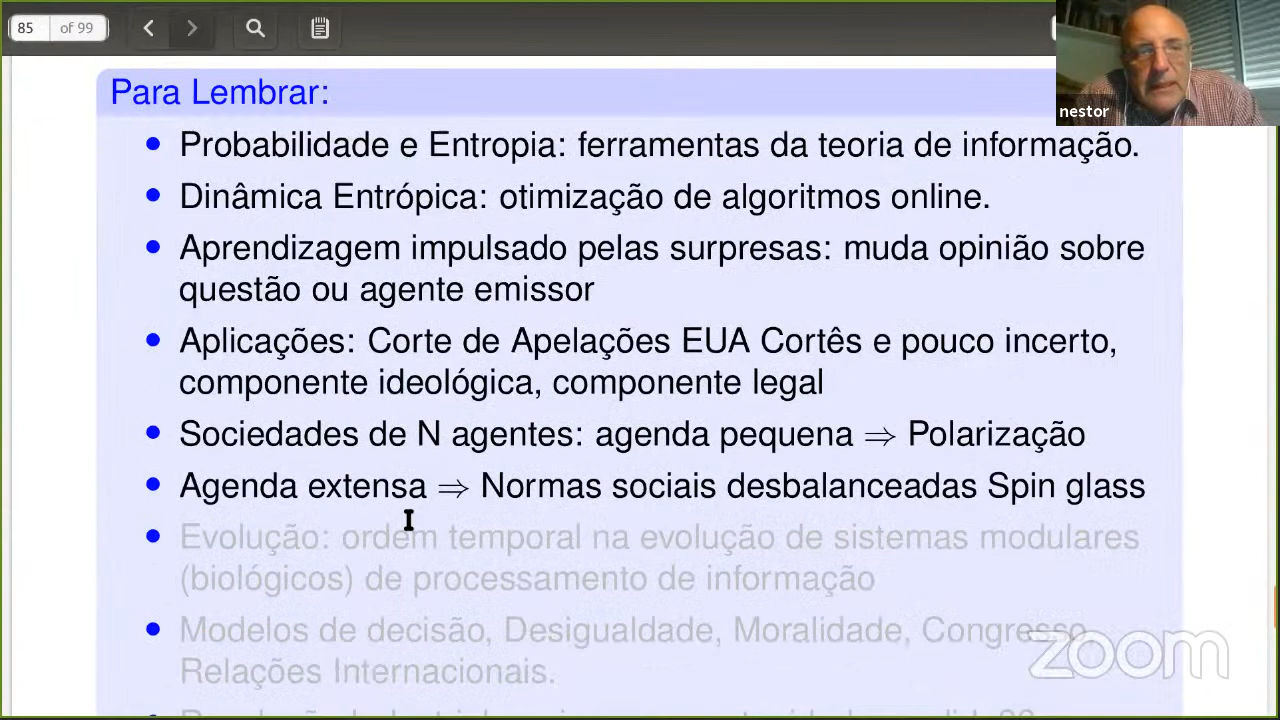 85 of 99
nestor
Para Lembrar:
Probabilidade e Entropia: ferramentas da teoria de informação.
Dinâmica Entrópica: otimização de algoritmos online.
Aprendizagem impulsado pelas surpresas: muda opinião sobre
questão ou agente emissor
Aplicações: Corte de Apelações EUA Cortês e pouco incerto,
componente ideológica, componente legal
Sociedades de N agentes: agenda pequena ⇒ Polarização
Agenda extensa ⇒ Normas sociais desbalanceadas Spin glass
Evolução: ordem temporal na evolução de sistemas modulares
(biológicos) de processamento de informação
Modelos de decisão, Desigualdade, Moralidade, Congresso
Relações Internacionais.
zoom